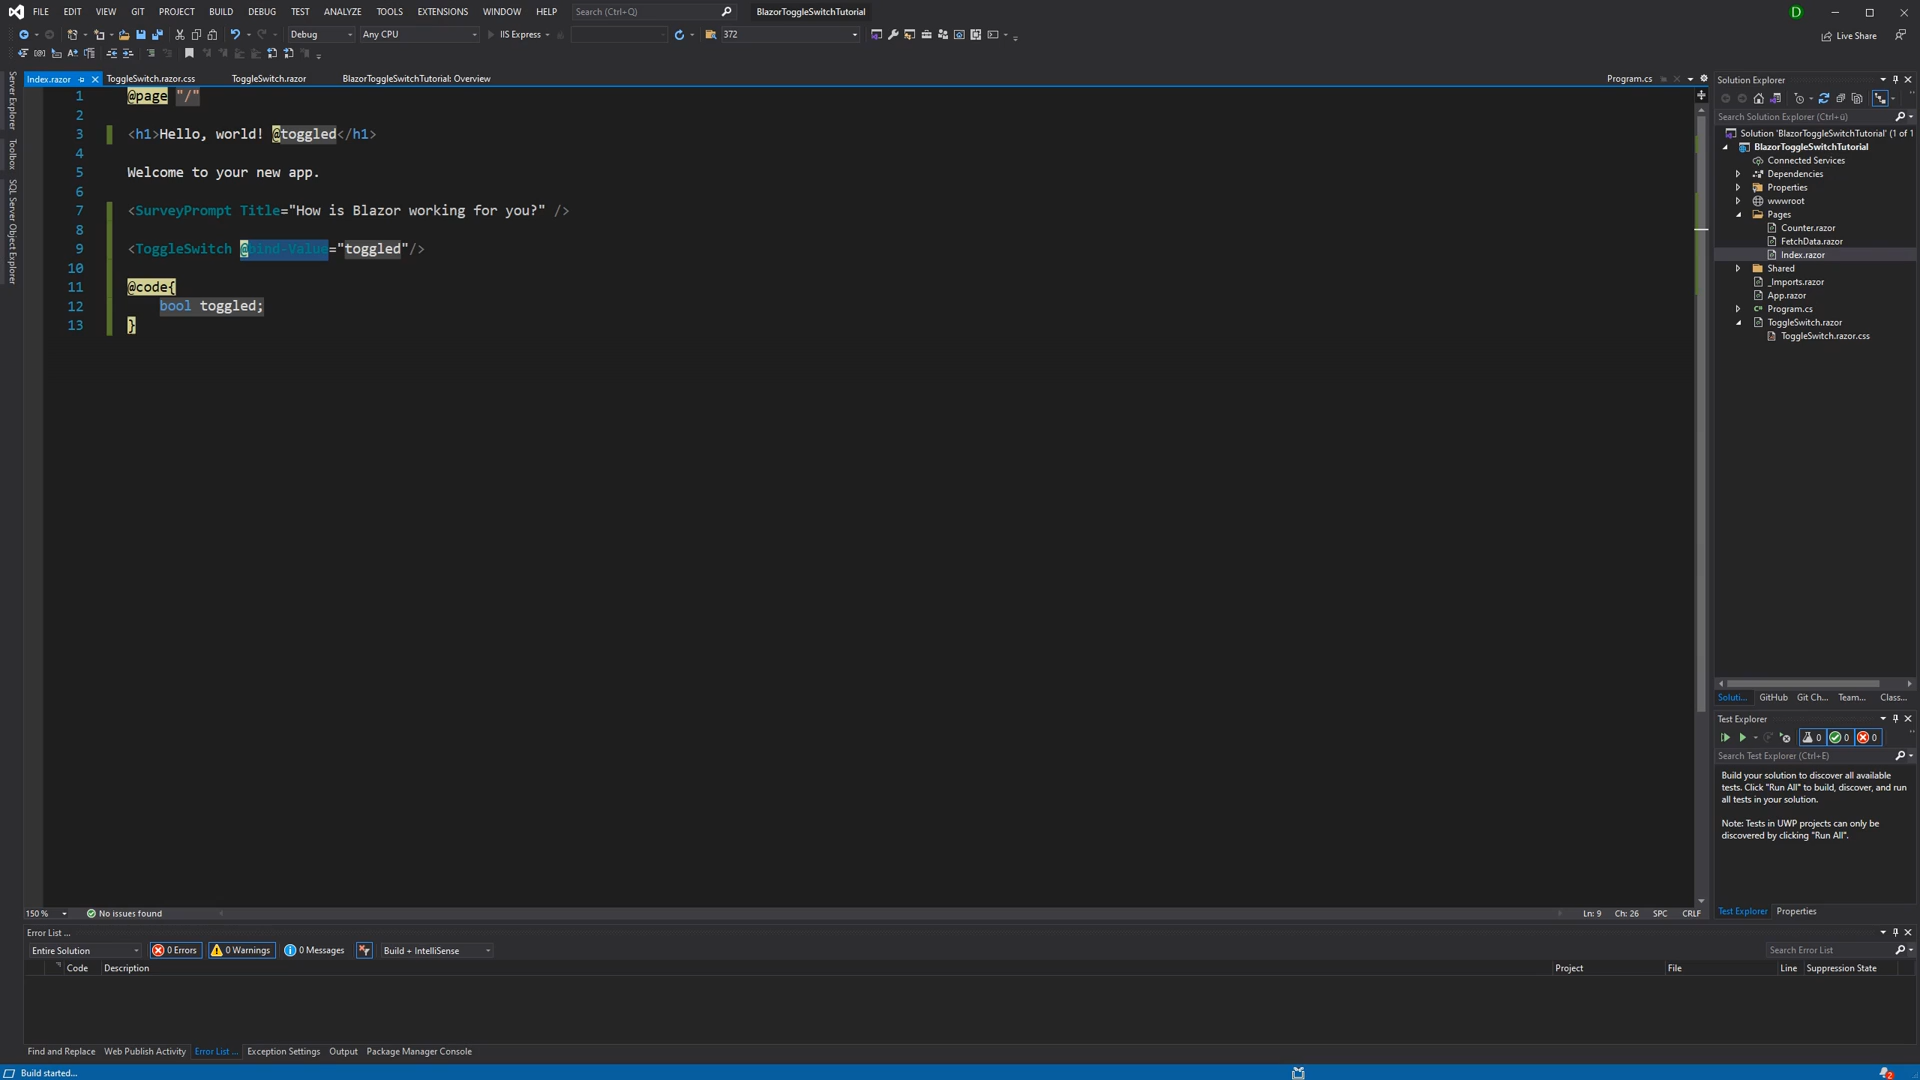 FILE EDIT VIEW GIT PROJECT BUILD DEBUG TEST ANALYZE TOOLS EXTENSIONS WINDOW HELP Search (Ctrl+Q) BlazorToggleSwitchTutorial D
Debug Any CPU IIS Express 372 Live Share
Index.razor ToggleSwitch.razor.css ToggleSwitch.razor BlazorToggleSwitchTutorial: Overview Program.cs
Server Explorer
Toolbox
SQL Server Object Explorer
1 @page "/"
2
3 <h1>Hello, world! @toggled</h1>
4
5 Welcome to your new app.
6
7 <SurveyPrompt Title="How is Blazor working for you?" />
8
9 <ToggleSwitch @bind-Value="toggled"/>
10
11 @code{
12 bool toggled;
13 }
150 % No issues found Ln: 9 Ch: 26 SPC CRLF
Solution Explorer
Search Solution Explorer (Ctrl+ü)
Solution 'BlazorToggleSwitchTutorial' (1 of 1
BlazorToggleSwitchTutorial
Connected Services
Dependencies
Properties
wwwroot
Pages
Counter.razor
FetchData.razor
Index.razor
Shared
_Imports.razor
App.razor
Program.cs
ToggleSwitch.razor
ToggleSwitch.razor.css
Soluti... GitHub Git Ch... Team... Class...
Test Explorer
0 0 0
Search Test Explorer (Ctrl+E)
Build your solution to discover all available
tests. Click "Run All" to build, discover, and run
all tests in your solution.
Note: Tests in UWP projects can only be
discovered by clicking "Run All".
Test Explorer Properties
Error List ...
Entire Solution 0 Errors 0 Warnings 0 Messages Build + IntelliSense Search Error List
Code Description Project File Line Suppression State
Find and Replace Web Publish Activity Error List ... Exception Settings Output Package Manager Console
Build started... 2